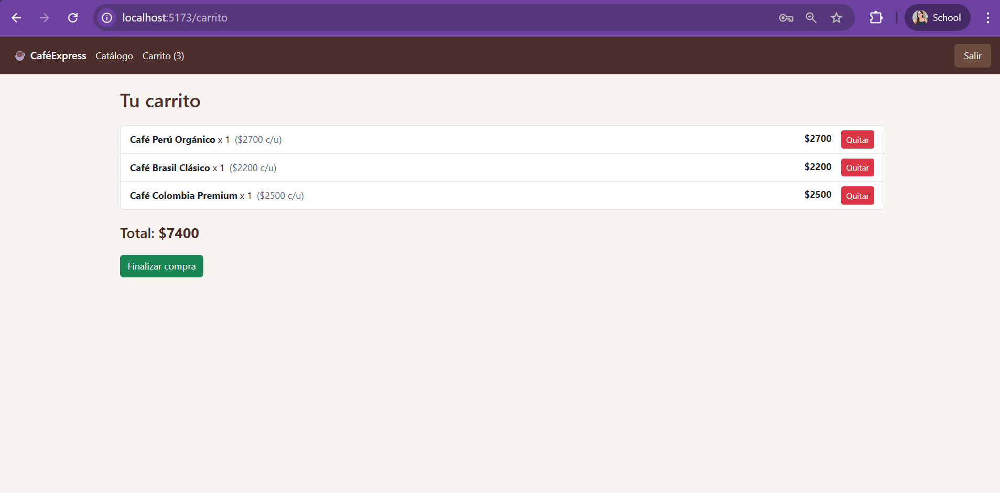 localhost:5173/carrito
School
CaféExpress Catálogo Carrito (3) Salir
Tu carrito
Café Perú Orgánico x 1 ($2700 c/u) $2700 Quitar
Café Brasil Clásico x 1 ($2200 c/u) $2200 Quitar
Café Colombia Premium x 1 ($2500 c/u) $2500 Quitar
Total: $7400
Finalizar compra